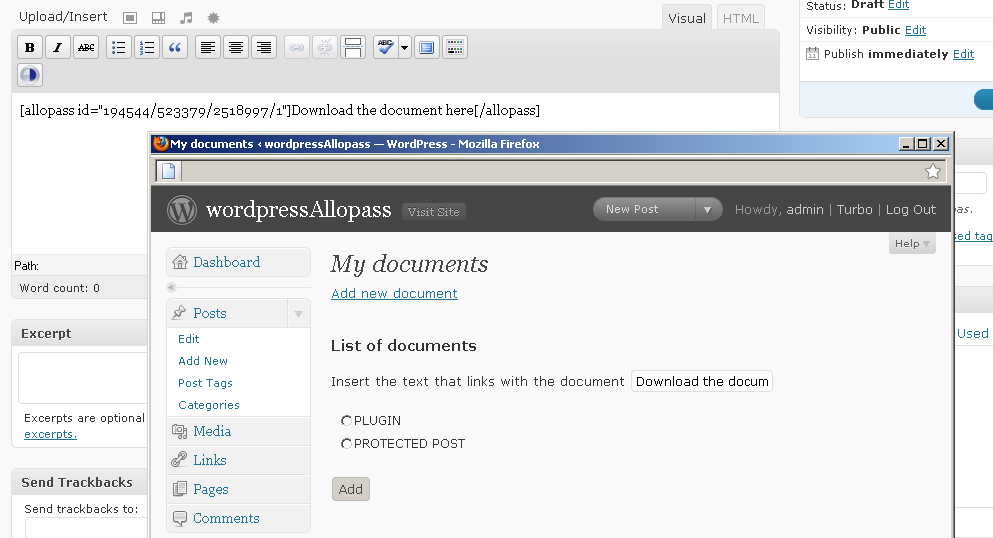 Upload/Insert
Visual
HTML
Status: Draft Edit
Visibility: Public Edit
Publish immediately Edit
B I ABC
ABC
[allopass id="194544/523379/2518997/1"]Download the document here[/allopass]
My documents ‹ wordpressAllopass — WordPress - Mozilla Firefox
wordpressAllopass
Visit Site
New Post
Howdy, admin | Turbo | Log Out
Help
Path:
Word count: 0
Excerpt
Excerpts are optional
excerpts.
Send Trackbacks
Send trackbacks to:
Dashboard
Posts
Edit
Add New
Post Tags
Categories
Media
Links
Pages
Comments
My documents
Add new document
List of documents
Insert the text that links with the document Download the docum
PLUGIN
PROTECTED POST
Add
Used